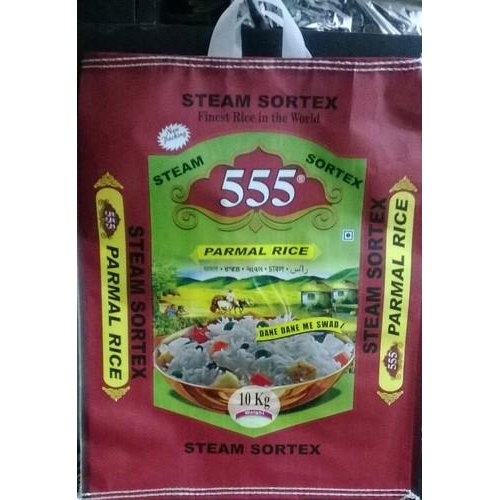 STEAM SORTEX
Finest Rice in the World
New
Packing
STEAM SORTEX
555®
PARMAL RICE
DANE DANE ME SWAD!
10 Kg
STEAM SORTEX
555 PARMAL RICE
STEAM SORTEX
STEAM SORTEX
555 PARMAL RICE